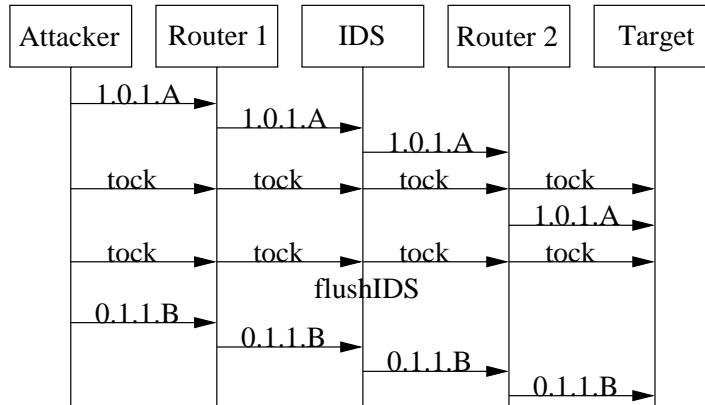 Attacker Router 1 IDS Router 2 Target
1.0.1.A
1.0.1.A
1.0.1.A
tock tock tock tock
1.0.1.A
tock tock tock tock
flushIDS
0.1.1.B
0.1.1.B
0.1.1.B
0.1.1.B